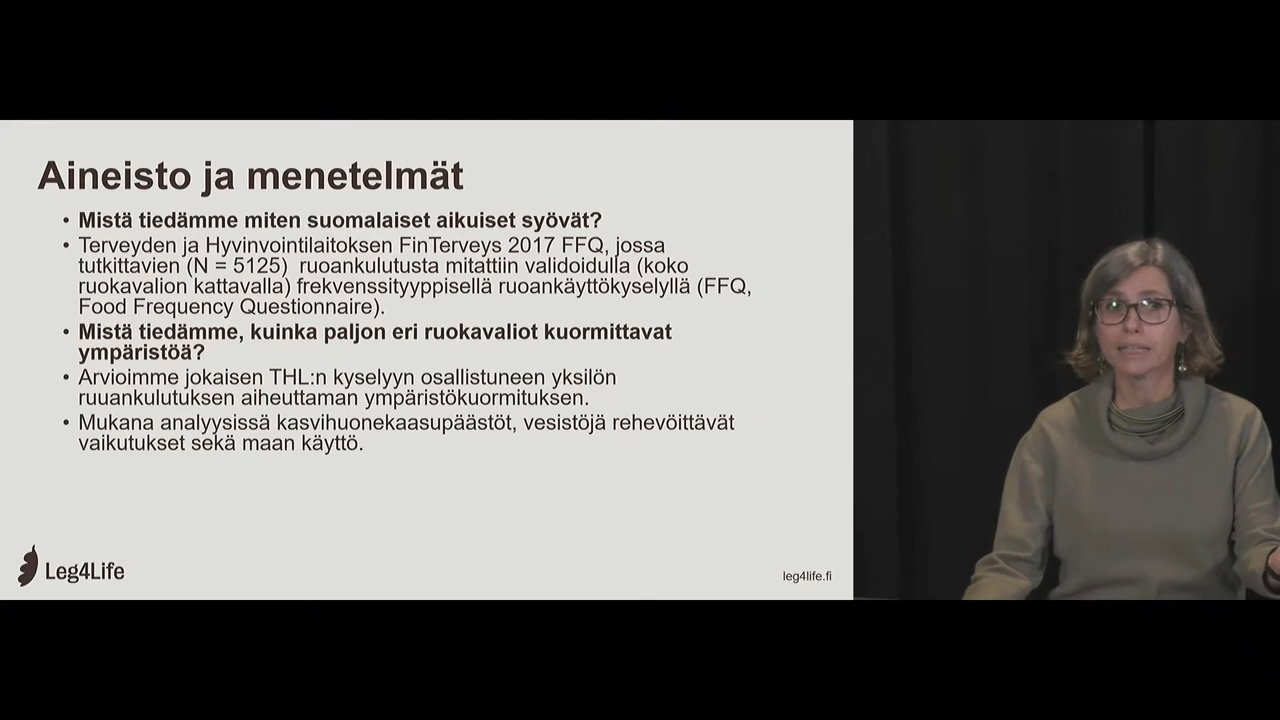 Aineisto ja menetelmät
• Mistä tiedämme miten suomalaiset aikuiset syövät?
• Terveyden ja Hyvinvointilaitoksen FinTerveys 2017 FFQ, jossa
tutkittavien (N = 5125)  ruoankulutusta mitattiin validoidulla (koko
ruokavalion kattavalla) frekvenssityyppisellä ruoankäyttökyselyllä (FFQ,
Food Frequency Questionnaire).
• Mistä tiedämme, kuinka paljon eri ruokavaliot kuormittavat
ympäristöä?
• Arvioimme jokaisen THL:n kyselyyn osallistuneen yksilön
ruuankulutuksen aiheuttaman ympäristökuormituksen.
• Mukana analyysissä kasvihuonekaasupäästöt, vesistöjä rehevöittävät
vaikutukset sekä maan käyttö.
Leg4Life
leg4life.fi